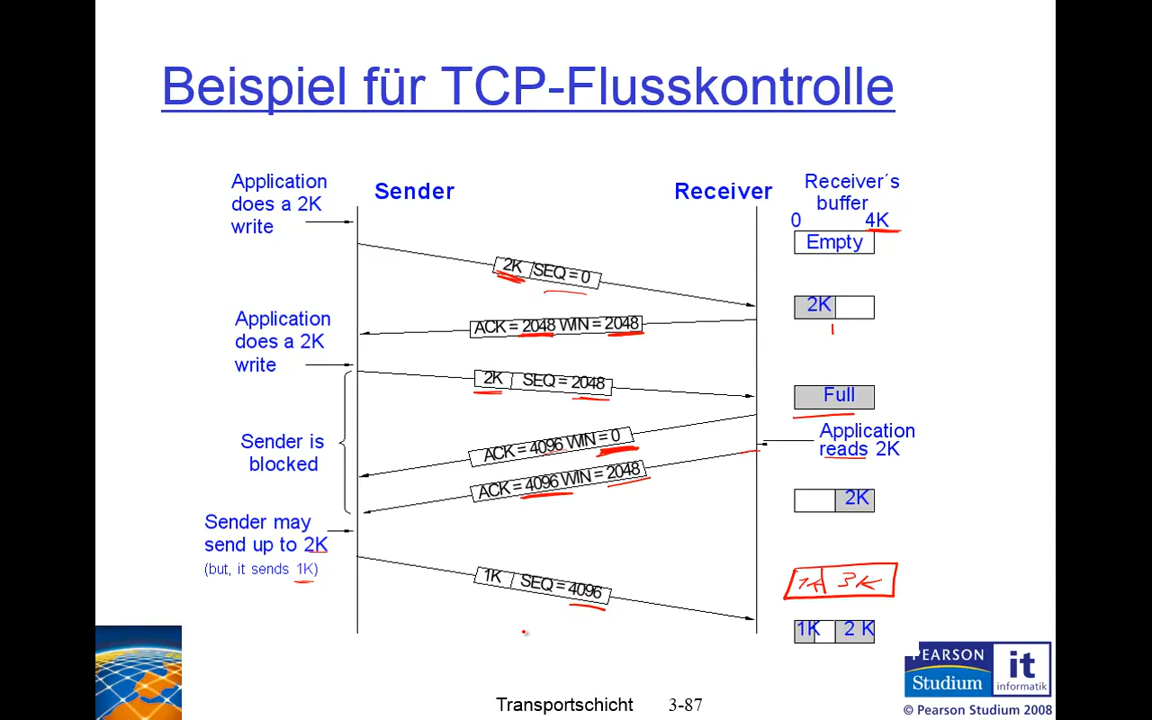 Beispiel für TCP-Flusskontrolle
Application
does a 2K
write
Sender
Receiver
Receiver´s
buffer
0 4K
Empty
2K SEQ = 0
2K
ACK = 2048 WIN = 2048
Application
does a 2K
write
2K SEQ = 2048
Full
Application
reads 2K
Sender is
blocked
ACK = 4096 WIN = 0
ACK = 4096 WIN = 2048
2K
Sender may
send up to 2K
(but, it sends 1K)
1K SEQ = 4096
1K 3K
1K 2 K
PEARSON
Studium
it
informatik
Transportschicht 3-87
© Pearson Studium 2008